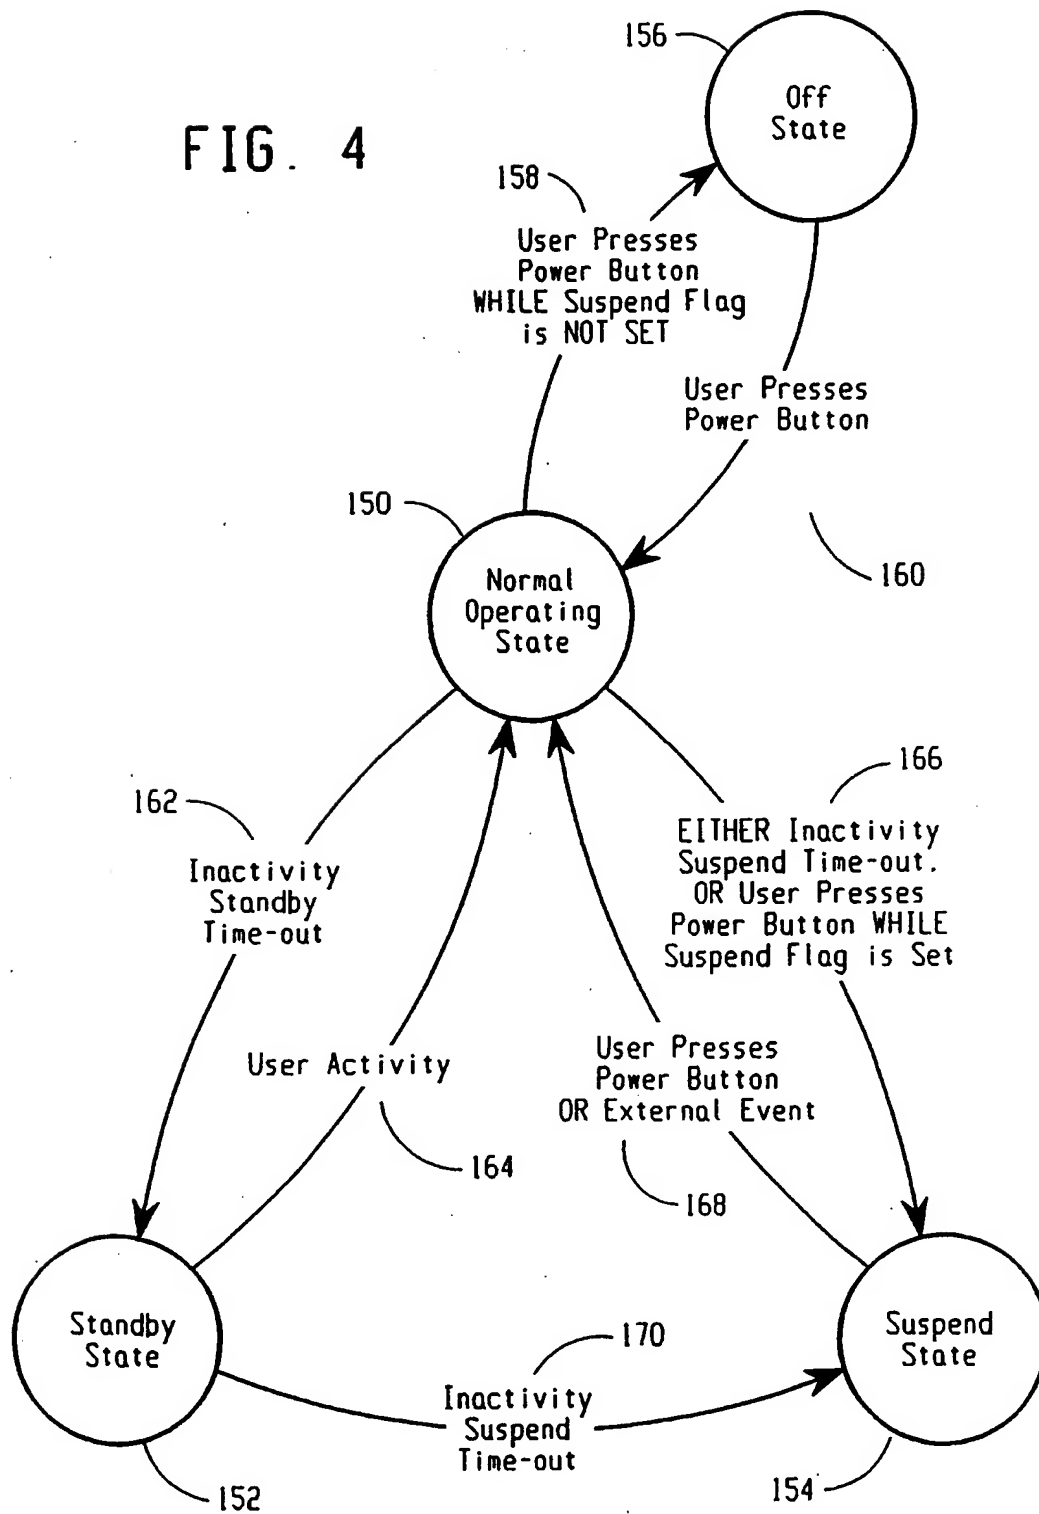 156
Off
State
FIG. 4
158
User Presses
Power Button
WHILE Suspend Flag
is NOT SET
User Presses
Power Button
150
160
Normal
Operating
State
162
166
Inactivity
Standby
Time-out
EITHER Inactivity
Suspend Time-out.
OR User Presses
Power Button WHILE
Suspend Flag is Set
User Activity
User Presses
Power Button
OR External Event
164
168
Standby
State
170
Suspend
State
Inactivity
Suspend
Time-out
152
154